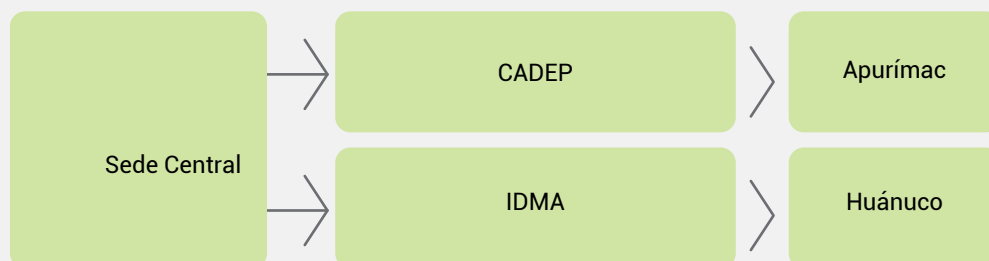 Sede Central
CADEP
Apurímac
IDMA
Huánuco